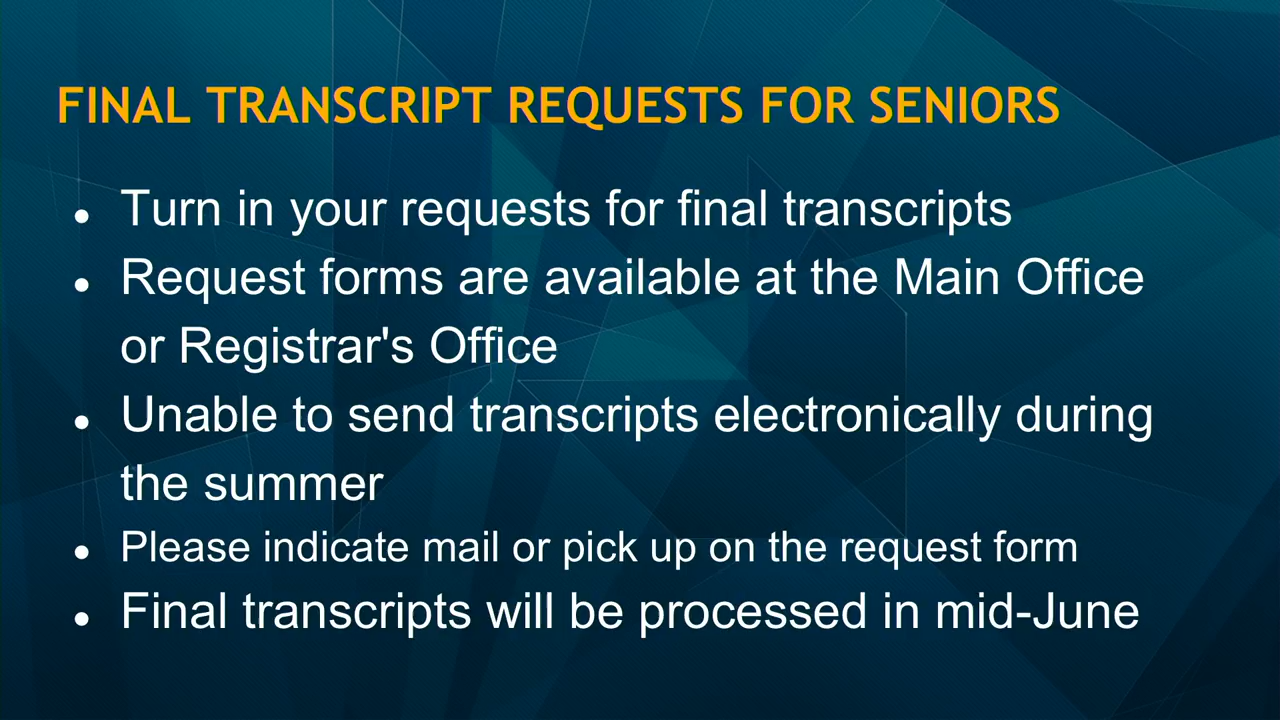 FINAL TRANSCRIPT REQUESTS FOR SENIORS
● Turn in your requests for final transcripts
● Request forms are available at the Main Office
or Registrar's Office
● Unable to send transcripts electronically during
the summer
● Please indicate mail or pick up on the request form
● Final transcripts will be processed in mid-June